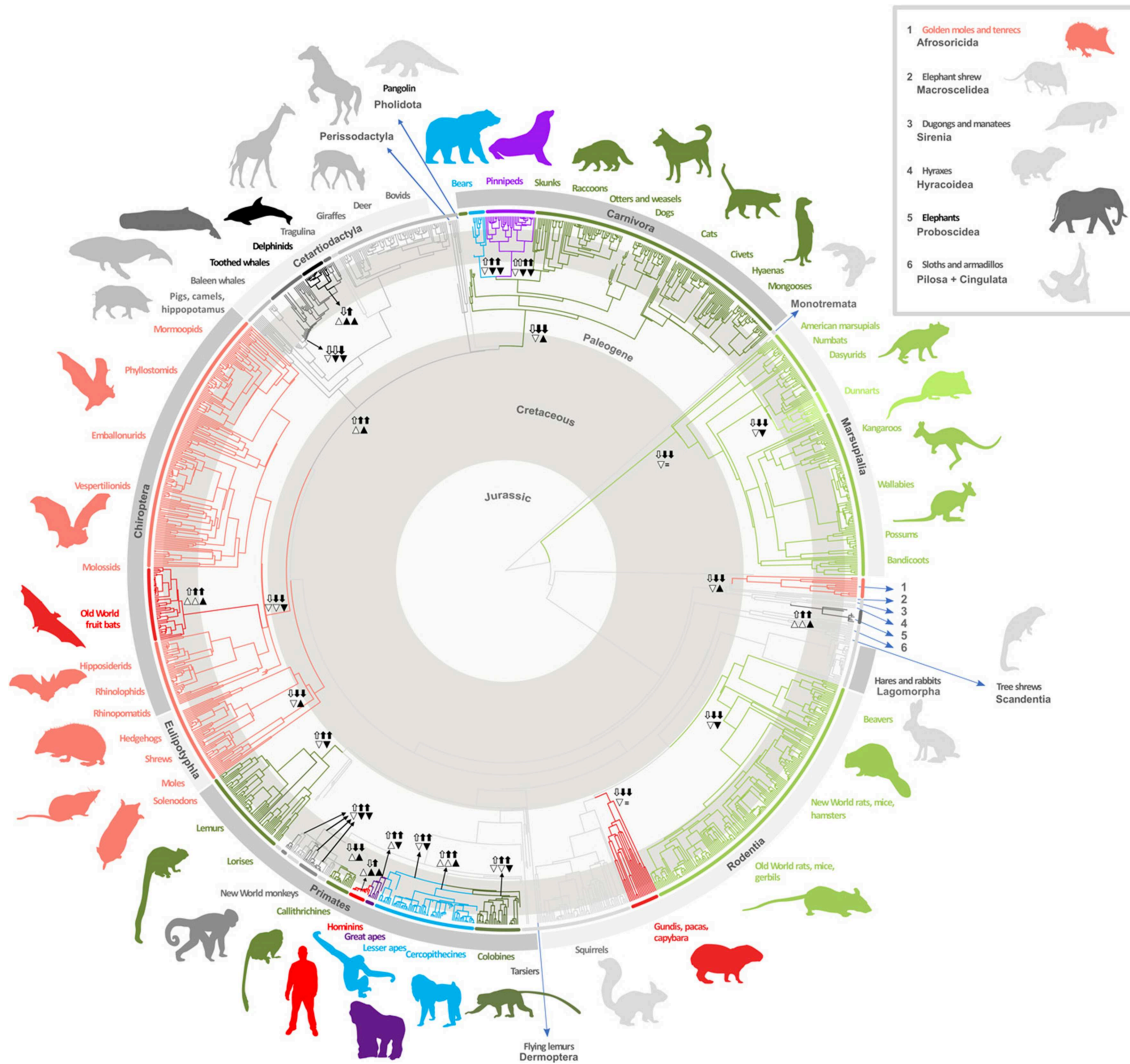 1 Golden moles and tenrecs
Afrosoricida
2 Elephant shrew
Macroscelidea
3 Dugongs and manatees
Sirenia
4 Hyraxes
Hyracoidea
5 Elephants
Proboscidea
6 Sloths and armadillos
Pilosa + Cingulata
Pangolin
Pholidota
Perissodactyla
Bovids
Deer
Giraffes
Tragulina
Cetartiodactyla
Delphinids
Toothed whales
Baleen whales
Pigs, camels,
hippopotamus
Bears
Pinnipeds
Skunks
Raccoons
Otters and weasels
Dogs
Carnivora
Cats
Civets
Hyaenas
Mongooses
Monotremata
American marsupials
Numbats
Dasyurids
Dunnarts
Kangaroos
Marsupialia
Wallabies
Possums
Bandicoots
1
2
3
4
5
6
Tree shrews
Scandentia
Hares and rabbits
Lagomorpha
Beavers
New World rats, mice,
hamsters
Rodentia
Old World rats, mice,
gerbils
Gundis, pacas,
capybara
Squirrels
Flying lemurs
Dermoptera
Tarsiers
Colobines
Cercopithecines
Lesser apes
Great apes
Hominins
Callithrichines
Primates
New World monkeys
Lorises
Lemurs
Solenodons
Moles
Shrews
Hedgehogs
Eulipotyphla
Rhinopomatids
Rhinolophids
Hipposiderids
Old World
fruit bats
Molossids
Chiroptera
Vespertilionids
Emballonurids
Phyllostomids
Mormoopids
Paleogene
Cretaceous
Jurassic
=
=